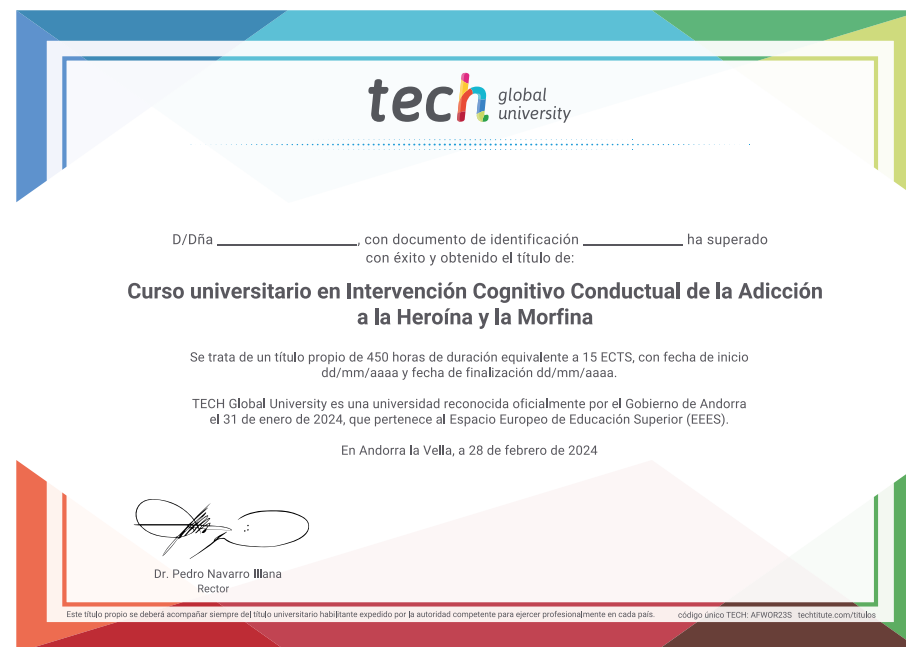 tech global university
D/Dña ____________________, con documento de identificación ______________ ha superado
con éxito y obtenido el título de:
Curso universitario en Intervención Cognitivo Conductual de la Adicción
a la Heroína y la Morfina
Se trata de un título propio de 450 horas de duración equivalente a 15 ECTS, con fecha de inicio
dd/mm/aaaa y fecha de finalización dd/mm/aaaa.
TECH Global University es una universidad reconocida oficialmente por el Gobierno de Andorra
el 31 de enero de 2024, que pertenece al Espacio Europeo de Educación Superior (EEES).
En Andorra la Vella, a 28 de febrero de 2024
Dr. Pedro Navarro Illana
Rector
Este título propio se deberá acompañar siempre del título universitario habilitante expedido por la autoridad competente para ejercer profesionalmente en cada país. código único TECH: AFWOR23S techtitute.com/titulos